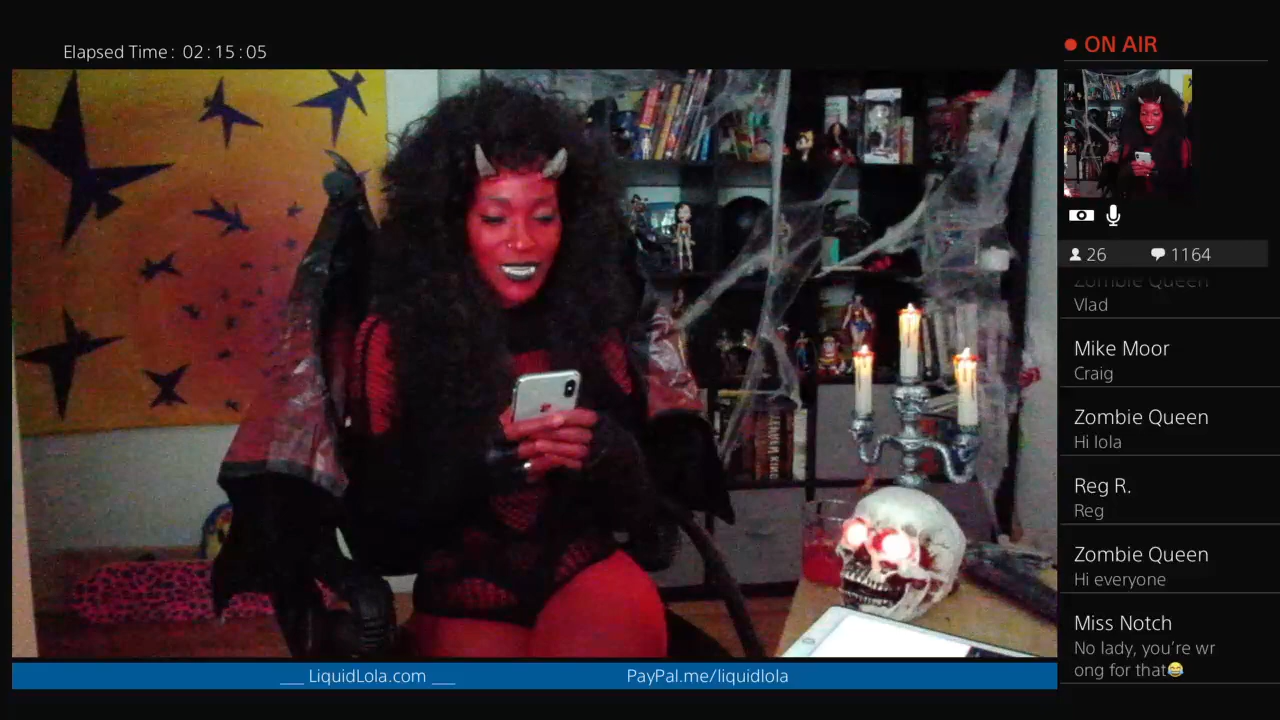 Elapsed Time: 02:15:05
ON AIR
26 1164
Zombie Queen
Vlad
Mike Moor
Craig
Zombie Queen
Hi lola
Reg R.
Reg
Zombie Queen
Hi everyone
Miss Notch
No lady, you're wr
ong for that😂
___ LiquidLola.com ___ PayPal.me/liquidlola